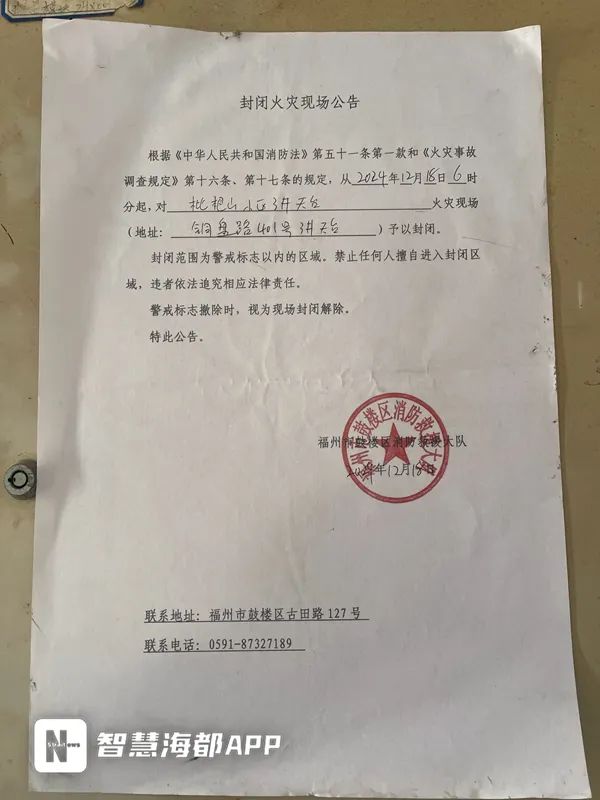 封闭火灾现场公告
根据《中华人民共和国消防法》第五十一条第一款和《火灾事故
调查规定》第十六条、第十七条的规定，从2024年12月18日6时
分起，对 枇杷山小区 火灾现场
（地址： 401号 ）予以封闭。
封闭范围为警戒标志以内的区域。禁止任何人擅自进入封闭区
域，违者依法追究相应法律责任。
警戒标志撤除时，视为现场封闭解除。
特此公告。
福州市鼓楼区消防救援大队
2024年12月18日
联系地址：福州市鼓楼区古田路127号
联系电话：0591-87327189
N
智慧海都APP